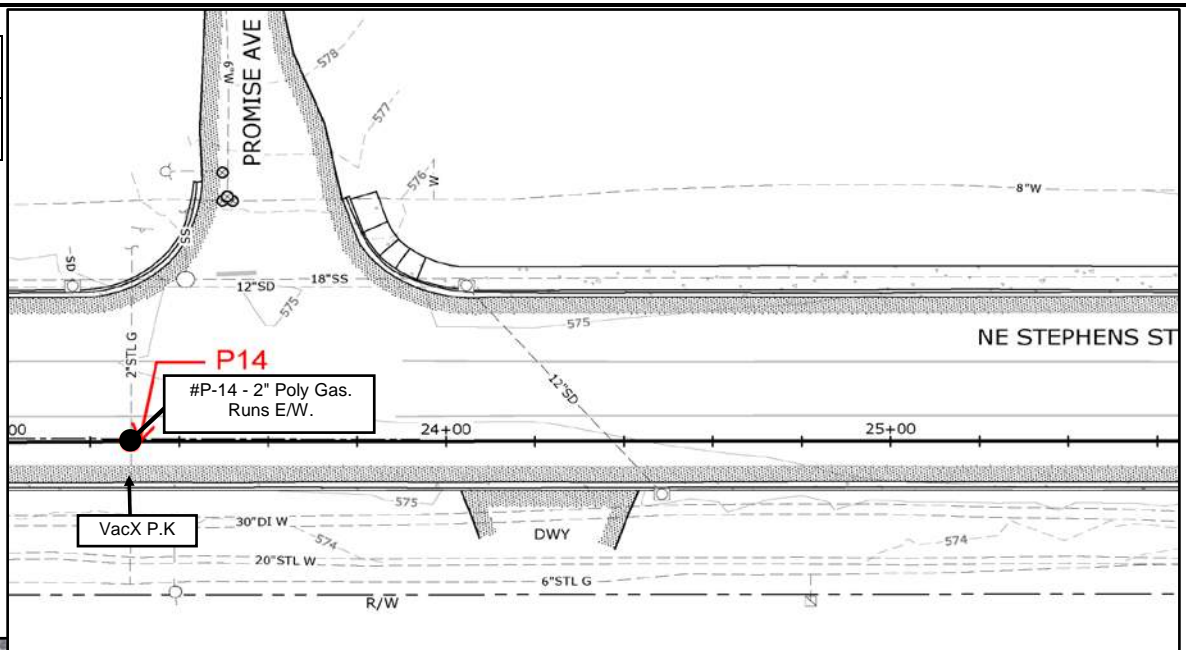 PROMISE AVE
6"W
578
577
576
W
8"W
SS
SD
12"SD
18"SS
575
575
2"STL G
NE STEPHENS ST
P14
#P-14 - 2" Poly Gas.
Runs E/W.
12"SD
00
24+00
25+00
575
VacX P.K
30"DI W
574
DWY
574
20"STL W
6"STL G
R/W